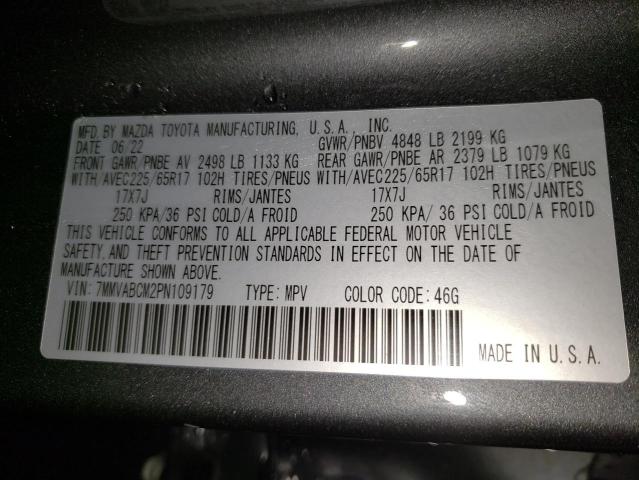 MFD. BY MAZDA TOYOTA MANUFACTURING, U.S.A. INC.
DATE 06/22 GVWR/PNBV 4848 LB 2199 KG
FRONT GAWR/PNBE AV 2498 LB 1133 KG REAR GAWR/PNBE AR 2379 LB 1079 KG
WITH/AVEC225/65R17 102H TIRES/PNEUS WITH/AVEC225/65R17 102H TIRES/PNEUS
17X7J RIMS/JANTES 17X7J RIMS/JANTES
250 KPA/36 PSI COLD/A FROID 250 KPA/ 36 PSI COLD/A FROID
THIS VEHICLE CONFORMS TO ALL APPLICABLE FEDERAL MOTOR VEHICLE
SAFETY, AND THEFT PREVENTION STANDARDS IN EFFECT ON THE DATE OF
MANUFACTURE SHOWN ABOVE.
VIN: 7MMVABCM2PN109179 TYPE: MPV COLOR CODE: 46G
MADE IN U.S.A.